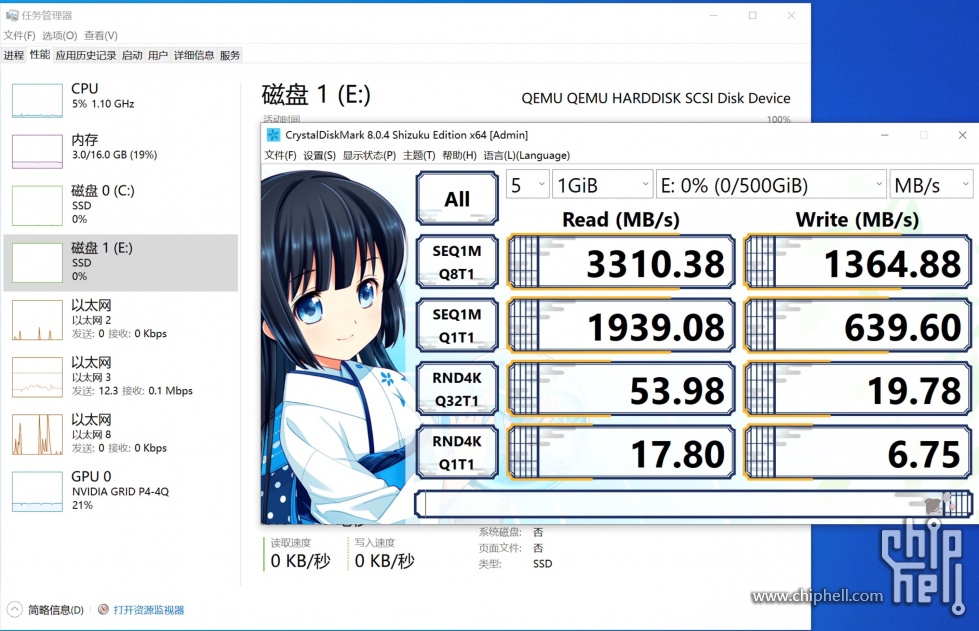 任务管理器
文件(F) 选项(O) 查看(V)
进程 性能 应用历史记录 启动 用户 详细信息 服务
CPU
5% 1.10 GHz
内存
3.0/16.0 GB (19%)
磁盘 0 (C:)
SSD
0%
磁盘 1 (E:)
SSD
0%
以太网
以太网 2
发送: 0 接收: 0 Kbps
以太网
以太网 3
发送: 12.3 接收: 0.1 Mbps
以太网
以太网 8
发送: 0 接收: 0 Kbps
GPU 0
NVIDIA GRID P4-4Q
21%
磁盘 1 (E:)
QEMU QEMU HARDDISK SCSI Disk Device
活动时间
100%
CrystalDiskMark 8.0.4 Shizuku Edition x64 [Admin]
文件(F) 设置(S) 显示状态(P) 主题(T) 帮助(H) 语言(L)(Language)
All
5
1GiB
E: 0% (0/500GiB)
MB/s
Read (MB/s)
Write (MB/s)
SEQ1M
Q8T1
3310.38
1364.88
SEQ1M
Q1T1
1939.08
639.60
RND4K
Q32T1
53.98
19.78
RND4K
Q1T1
17.80
6.75
读取速度
0 KB/秒
写入速度
0 KB/秒
系统磁盘: 否
页面文件: 否
类型: SSD
简略信息(D)
打开资源监视器
www.chiphell.com
chip
hell